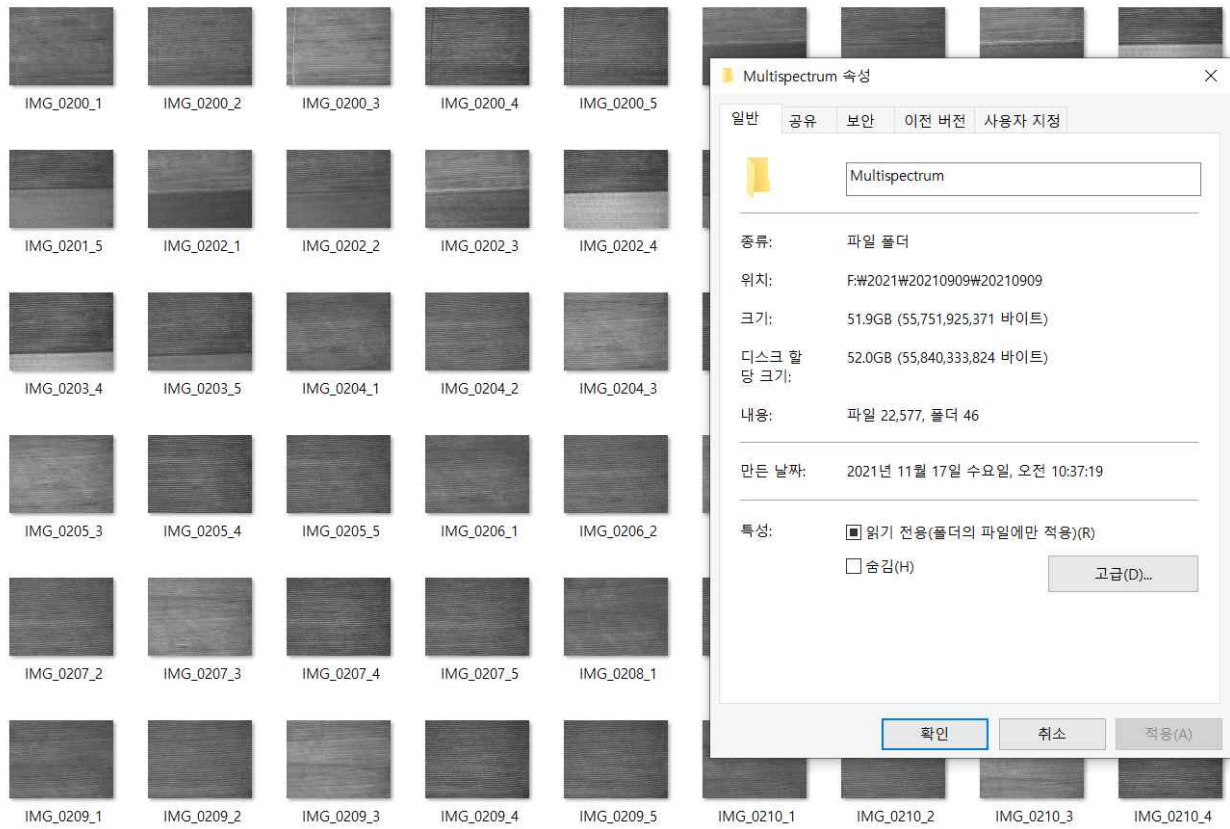 IMG_0200_1
IMG_0200_2
IMG_0200_3
IMG_0200_4
IMG_0200_5
IMG_0201_5
IMG_0202_1
IMG_0202_2
IMG_0202_3
IMG_0202_4
IMG_0203_4
IMG_0203_5
IMG_0204_1
IMG_0204_2
IMG_0204_3
IMG_0205_3
IMG_0205_4
IMG_0205_5
IMG_0206_1
IMG_0206_2
IMG_0207_2
IMG_0207_3
IMG_0207_4
IMG_0207_5
IMG_0208_1
IMG_0209_1
IMG_0209_2
IMG_0209_3
IMG_0209_4
IMG_0209_5
IMG_0210_1
IMG_0210_2
IMG_0210_3
IMG_0210_4
Multispectrum 속성
일반 공유 보안 이전 버전 사용자 지정
Multispectrum
종류: 파일 폴더
위치: F:₩2021₩20210909₩20210909
크기: 51.9GB (55,751,925,371 바이트)
디스크 할 52.0GB (55,840,333,824 바이트)
당 크기:
내용: 파일 22,577, 폴더 46
만든 날짜: 2021년 11월 17일 수요일, 오전 10:37:19
특성: 읽기 전용(폴더의 파일에만 적용)(R)
숨김(H)
고급(D)...
확인 취소 적용(A)